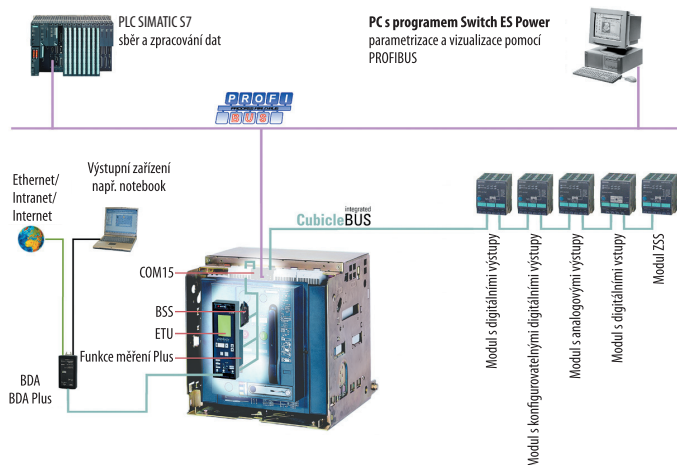 PLC SIMATIC S7
sběr a zpracování dat
PC s programem Switch ES Power
parametrizace a vizualizace pomocí
PROFIBUS
PROFI
BUS
Ethernet/
Intranet/
Internet
Výstupní zařízení
např. notebook
integrated
CubicleBUS
COM15
BSS
ETU
Funkce měření Plus
BDA
BDA Plus
Modul s digitálními výstupy
Modul s konfigurovatelnými digitálními výstupy
Modul s analogovými výstupy
Modul s digitálními vstupy
Modul ZSS